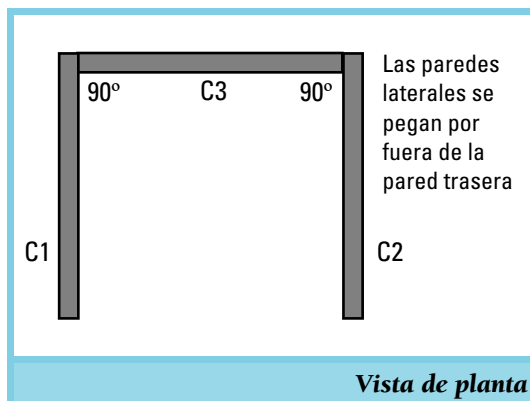 90º C3 90º
Las paredes
laterales se
pegan por
fuera de la
pared trasera
C1
C2
Vista de planta